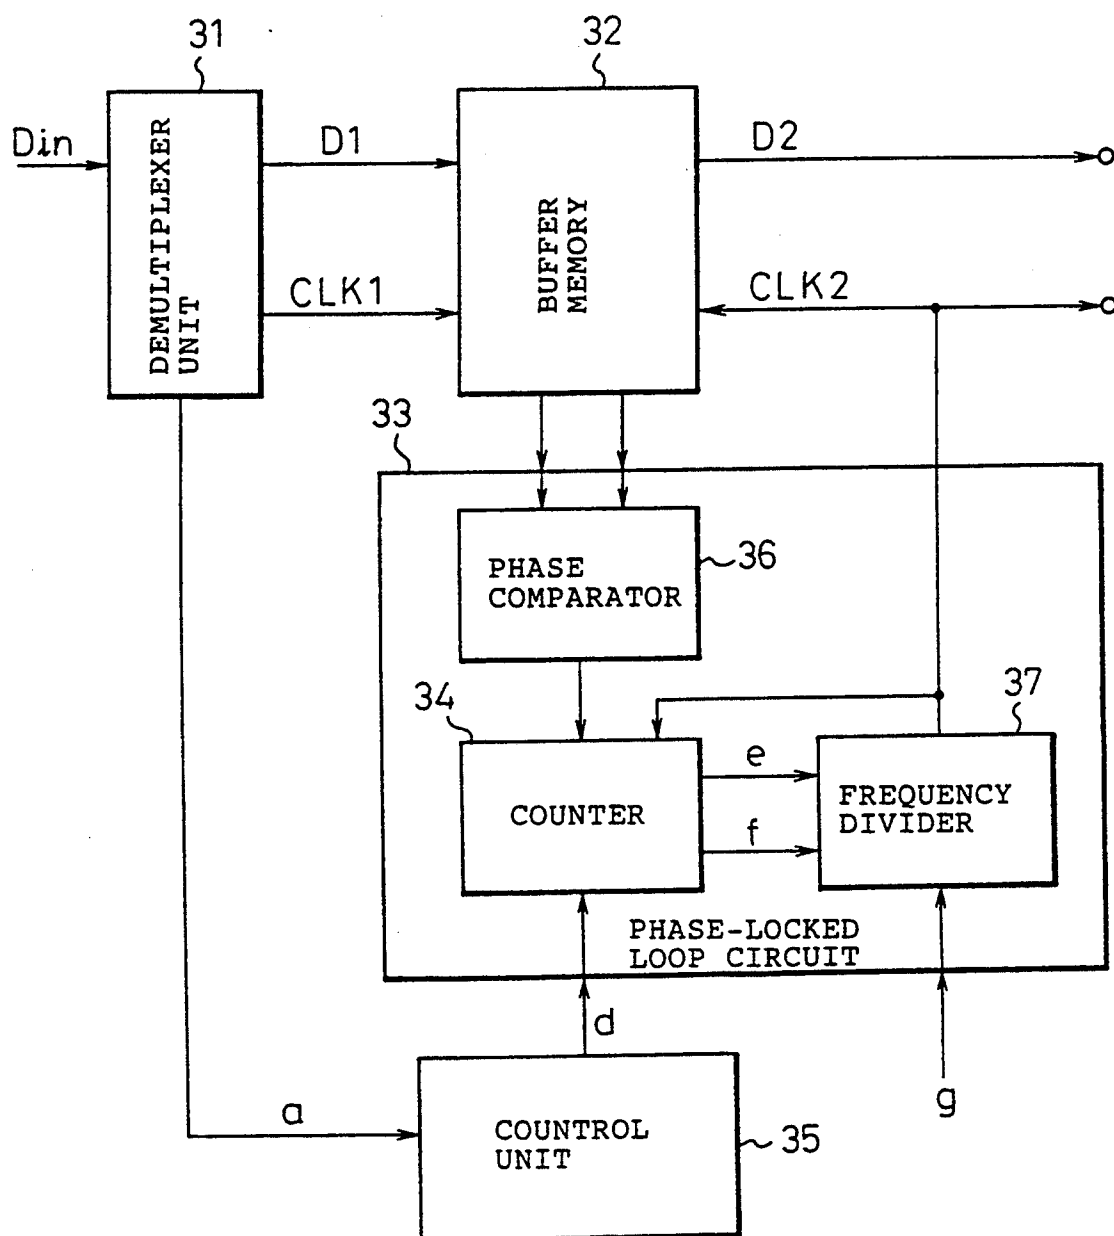 31
32
Din
D1
D2
DEMULTIPLEXER
UNIT
BUFFER
MEMORY
CLK1
CLK2
33
PHASE
COMPARATOR
36
34
37
COUNTER
e
f
FREQUENCY
DIVIDER
PHASE-LOCKED
LOOP CIRCUIT
d
g
a
COUNTROL
UNIT
35